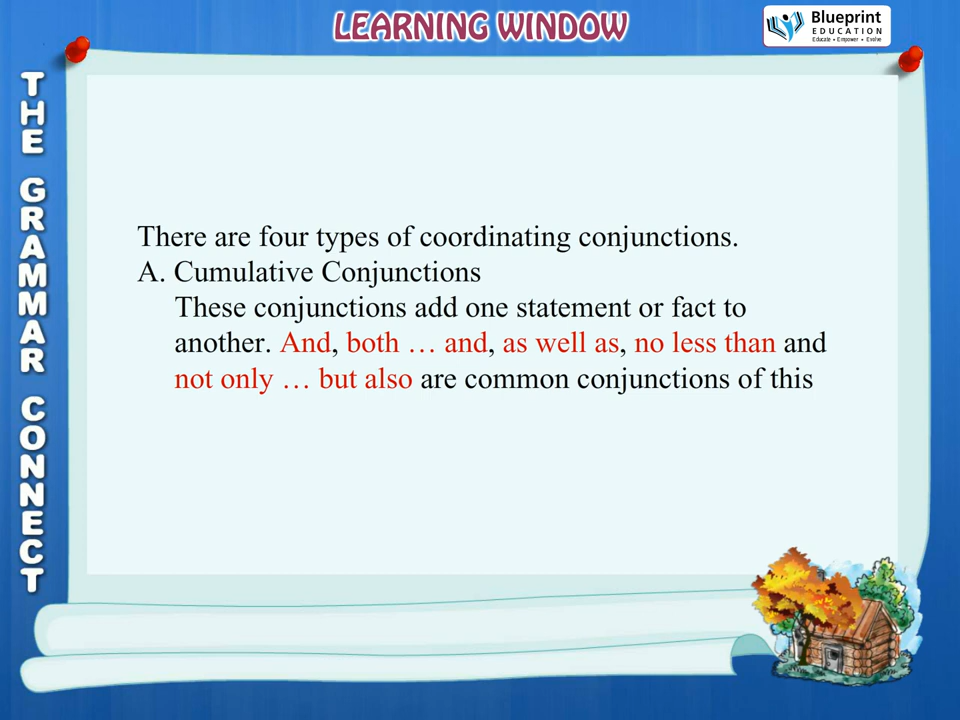 LEARNING WINDOW
Blueprint
EDUCATION
Educate • Empower • Evolve
THE GRAMMAR CONNECT
There are four types of coordinating conjunctions.
A. Cumulative Conjunctions
These conjunctions add one statement or fact to
another. And, both … and, as well as, no less than and
not only … but also are common conjunctions of this